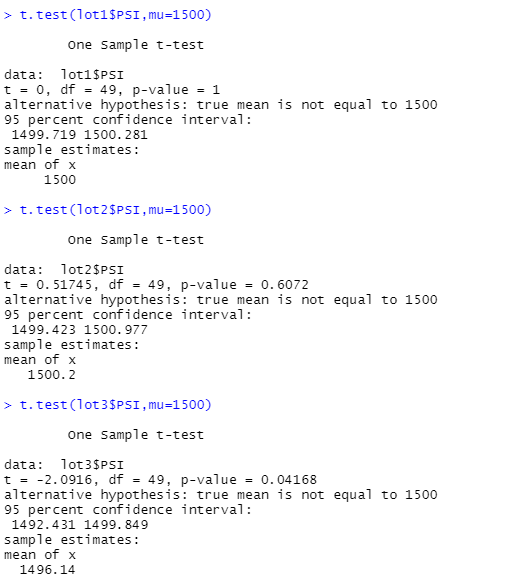 > t.test(lot1$PSI,mu=1500)
One Sample t-test
data:  lot1$PSI
t = 0, df = 49, p-value = 1
alternative hypothesis: true mean is not equal to 1500
95 percent confidence interval:
1499.719 1500.281
sample estimates:
mean of x
1500
> t.test(lot2$PSI,mu=1500)
One Sample t-test
data:  lot2$PSI
t = 0.51745, df = 49, p-value = 0.6072
alternative hypothesis: true mean is not equal to 1500
95 percent confidence interval:
1499.423 1500.977
sample estimates:
mean of x
1500.2
> t.test(lot3$PSI,mu=1500)
One Sample t-test
data:  lot3$PSI
t = -2.0916, df = 49, p-value = 0.04168
alternative hypothesis: true mean is not equal to 1500
95 percent confidence interval:
1492.431 1499.849
sample estimates:
mean of x
1496.14